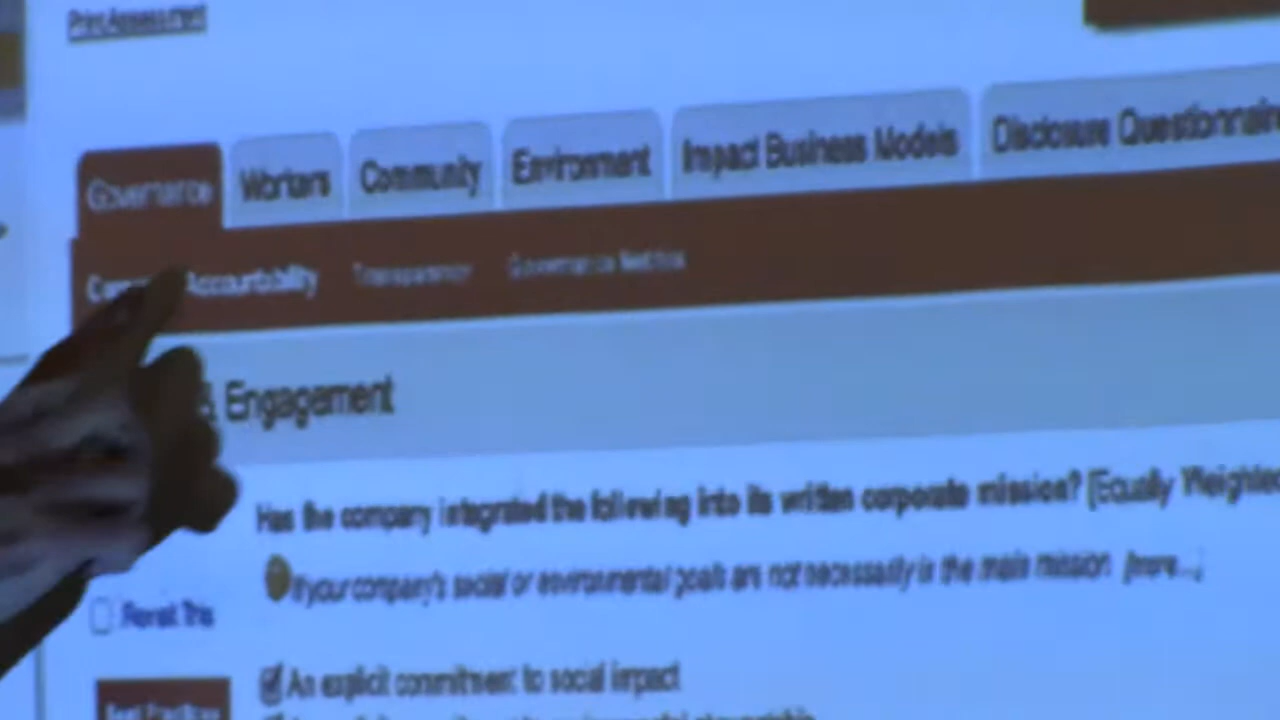 Print Assessment
Governance Workers Community Environment Impact Business Models Disclosure Questionnaire
Accountability Transparency Governance Metrics
& Engagement
Has the company integrated the following into its written corporate mission? [Equally Weighted
If your company's social or environmental goals are not necessarily in the main mission (more...)
Revisit This
An explicit commitment to social impact
Best Practices